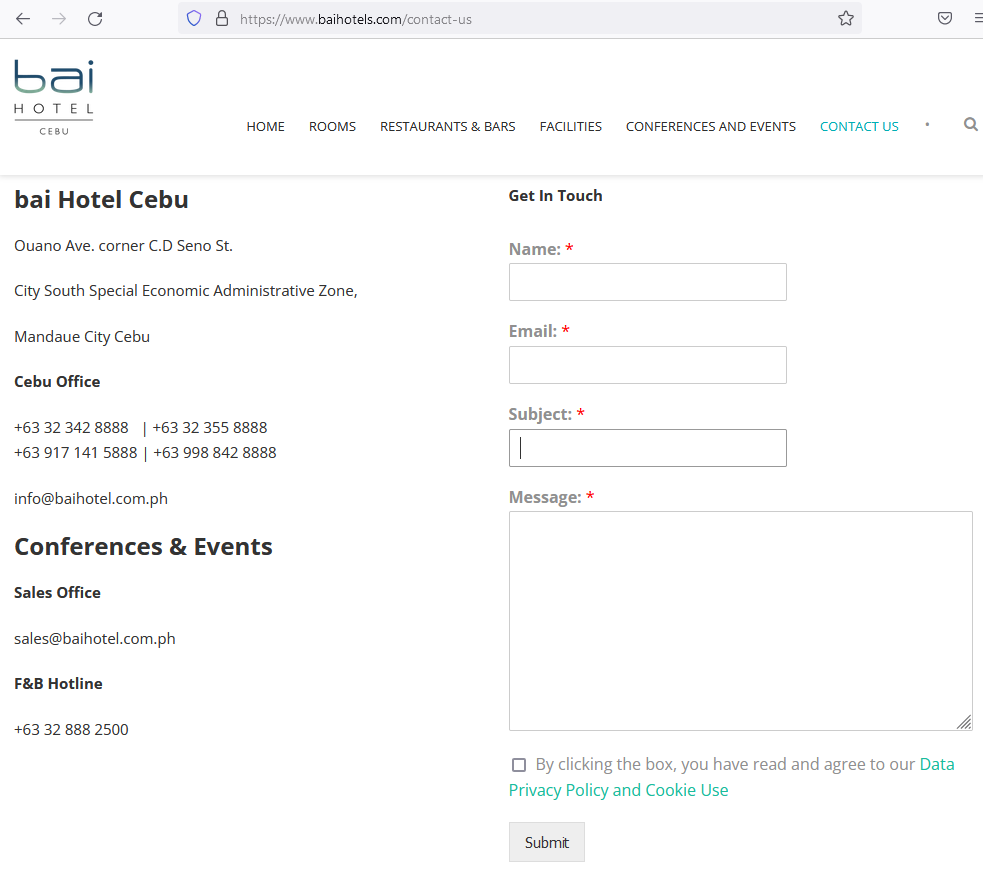 https://www.baihotels.com/contact-us
bai
HOTEL
CEBU
HOME ROOMS RESTAURANTS & BARS FACILITIES CONFERENCES AND EVENTS CONTACT US
bai Hotel Cebu
Ouano Ave. corner C.D Seno St.
City South Special Economic Administrative Zone,
Mandaue City Cebu
Cebu Office
+63 32 342 8888 | +63 32 355 8888
+63 917 141 5888 | +63 998 842 8888
info@baihotel.com.ph
Conferences & Events
Sales Office
sales@baihotel.com.ph
F&B Hotline
+63 32 888 2500
Get In Touch
Name: *
Email: *
Subject: *
Message: *
By clicking the box, you have read and agree to our Data
Privacy Policy and Cookie Use
Submit